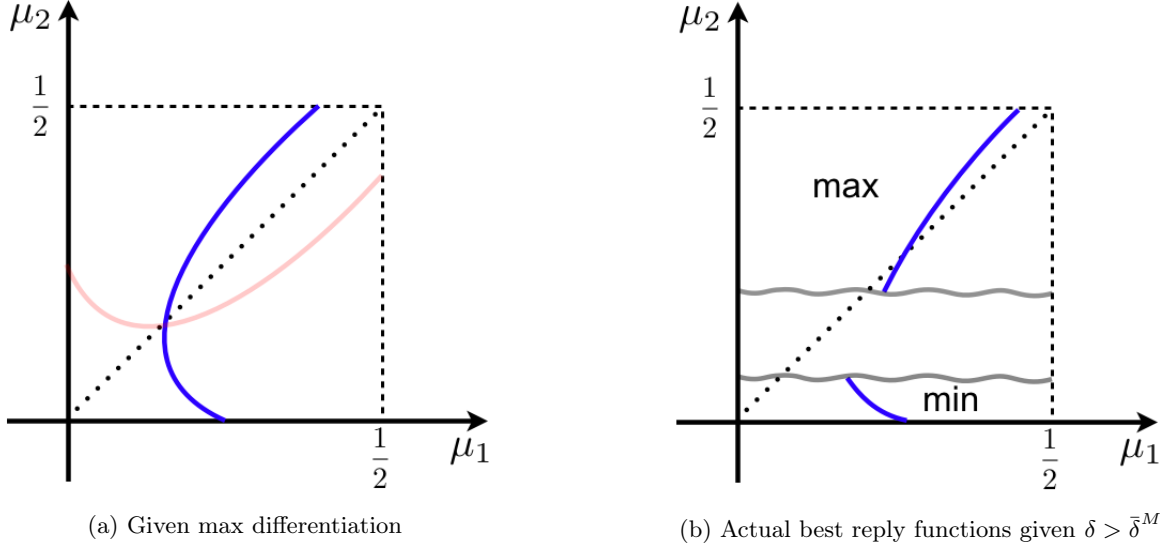 μ₂
1/2
μ₁
1/2
(a) Given max differentiation
μ₂
1/2
max
min
μ₁
1/2
(b) Actual best reply functions given δ > δ̄ᴹ